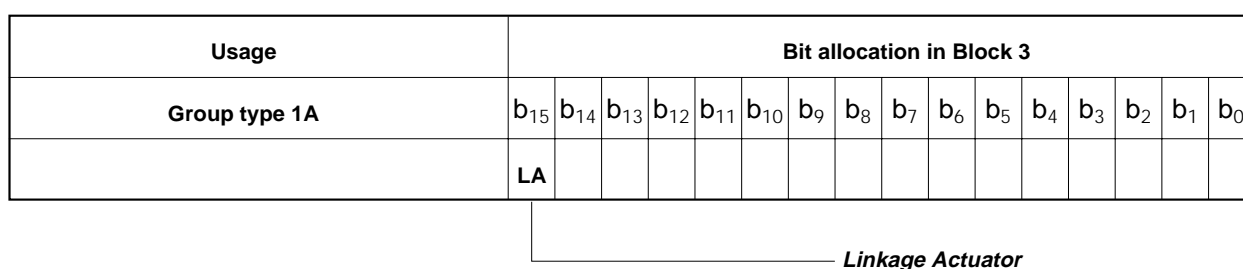 Usage Bit allocation in Block 3
Group type 1A b15 b14 b13 b12 b11 b10 b9 b8 b7 b6 b5 b4 b3 b2 b1 b0
LA
Linkage Actuator